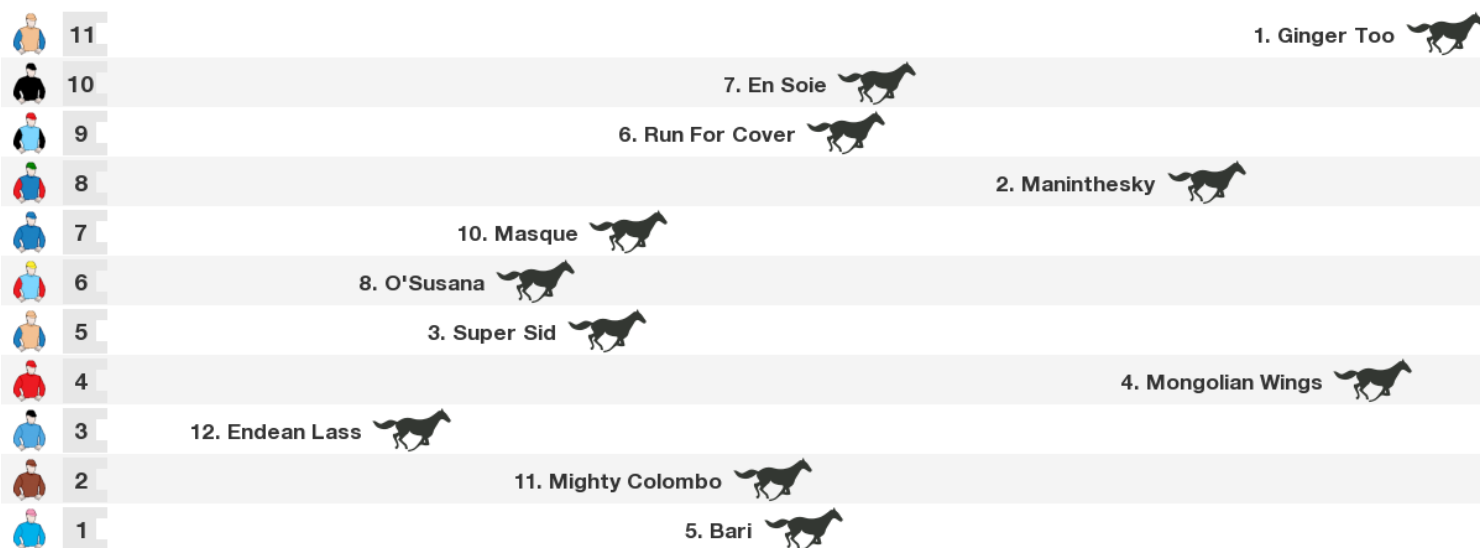 11 1. Ginger Too
10 7. En Soie
9 6. Run For Cover
8 2. Maninthesky
7 10. Masque
6 8. O'Susana
5 3. Super Sid
4 4. Mongolian Wings
3 12. Endean Lass
2 11. Mighty Colombo
1 5. Bari